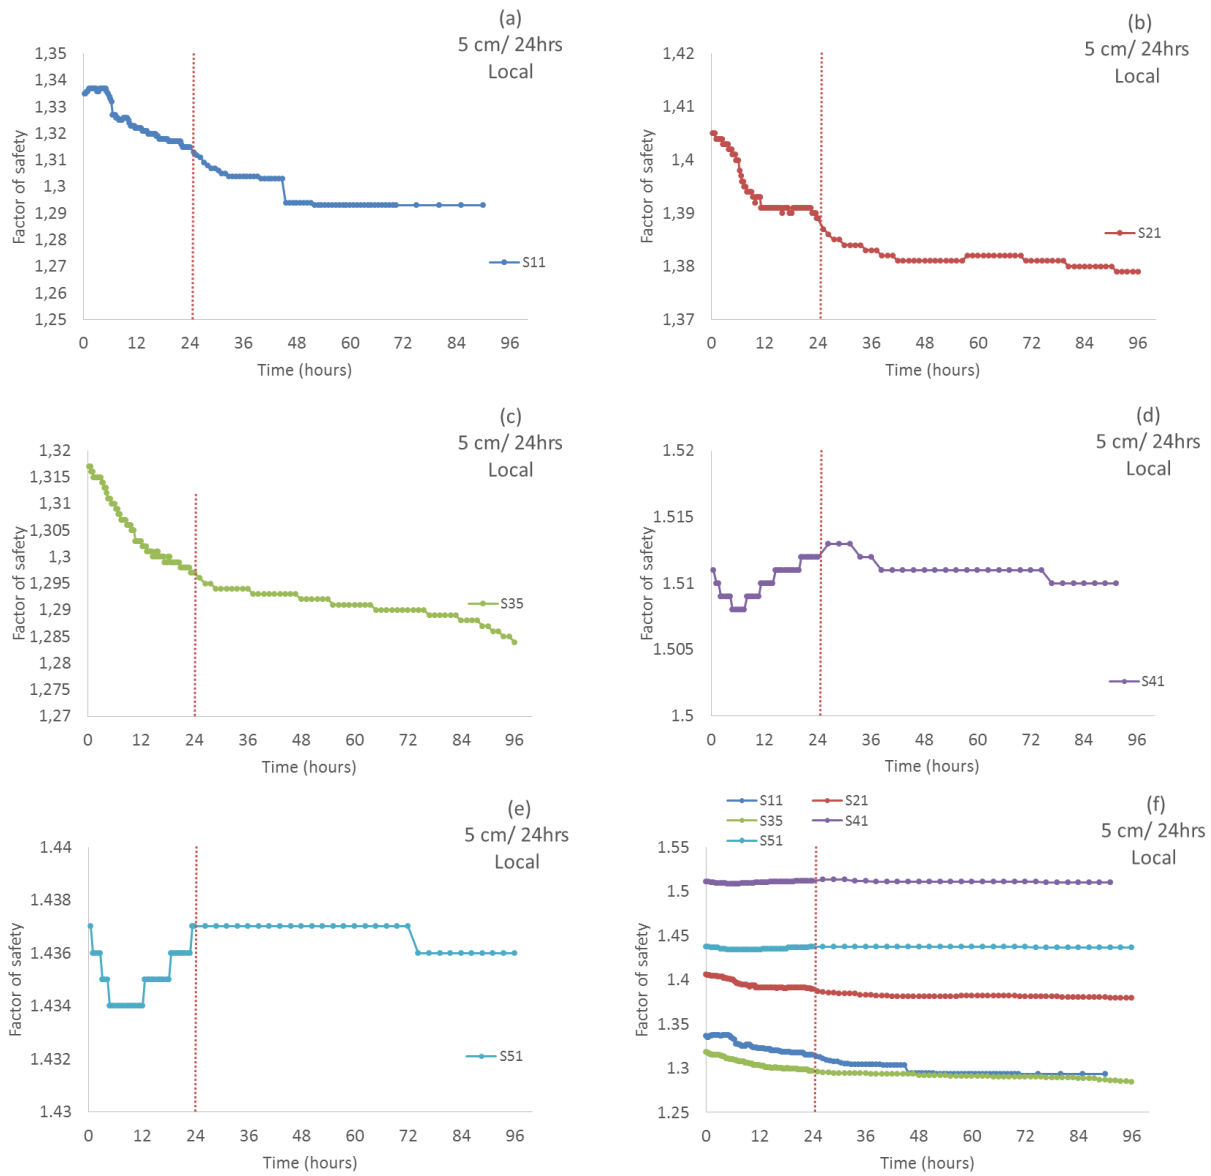 (a)
5 cm/ 24hrs
Local
1,35
1,34
1,33
1,32
1,31
1,3
1,29
1,28
1,27
1,26
1,25
Factor of safety
S11
0 12 24 36 48 60 72 84 96
Time (hours)
(b)
5 cm/ 24hrs
Local
1,42
1,41
1,4
1,39
1,38
1,37
Factor of safety
S21
0 12 24 36 48 60 72 84 96
Time (hours)
(c)
5 cm/ 24hrs
Local
1,32
1,315
1,31
1,305
1,3
1,295
1,29
1,285
1,28
1,275
1,27
Factor of safety
S35
0 12 24 36 48 60 72 84 96
Time (hours)
(d)
5 cm/ 24hrs
Local
1.52
1.515
1.51
1.505
1.5
Factor of safety
S41
0 12 24 36 48 60 72 84 96
Time (hours)
(e)
5 cm/ 24hrs
Local
1.44
1.438
1.436
1.434
1.432
1.43
Factor of safety
S51
0 12 24 36 48 60 72 84 96
Time (hours)
S11 S21
S35 S41
S51
(f)
5 cm/ 24hrs
Local
1.55
1.5
1.45
1.4
1.35
1.3
1.25
Factor of safety
0 12 24 36 48 60 72 84 96
Time (hours)